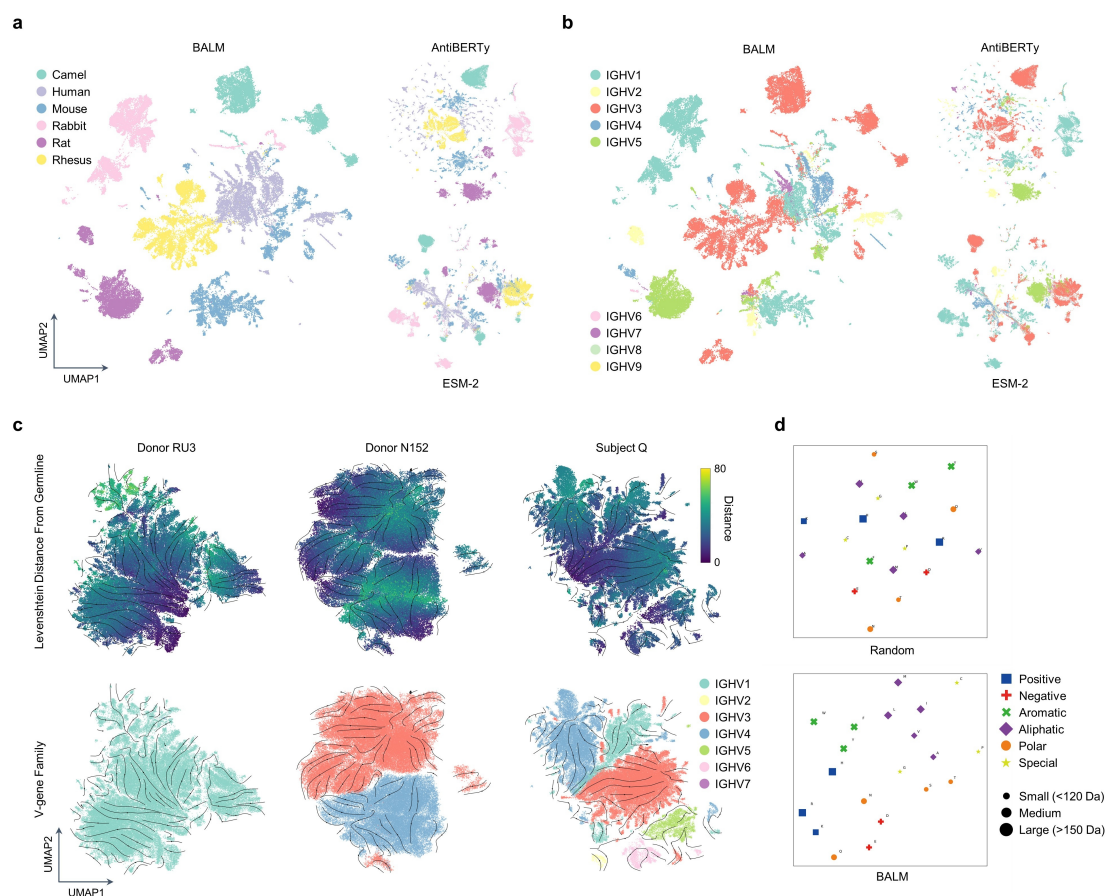 a
BALM
AntiBERTy
Camel
Human
Mouse
Rabbit
Rat
Rhesus
UMAP2
UMAP1
ESM-2
b
BALM
AntiBERTy
IGHV1
IGHV2
IGHV3
IGHV4
IGHV5
IGHV6
IGHV7
IGHV8
IGHV9
ESM-2
c
Donor RU3
Donor N152
Subject Q
Levenshtein Distance From Germline
80
Distance
0
V-gene Family
IGHV1
IGHV2
IGHV3
IGHV4
IGHV5
IGHV6
IGHV7
UMAP2
UMAP1
d
Random
Positive
Negative
Aromatic
Aliphatic
Polar
Special
Small (<120 Da)
Medium
Large (>150 Da)
BALM